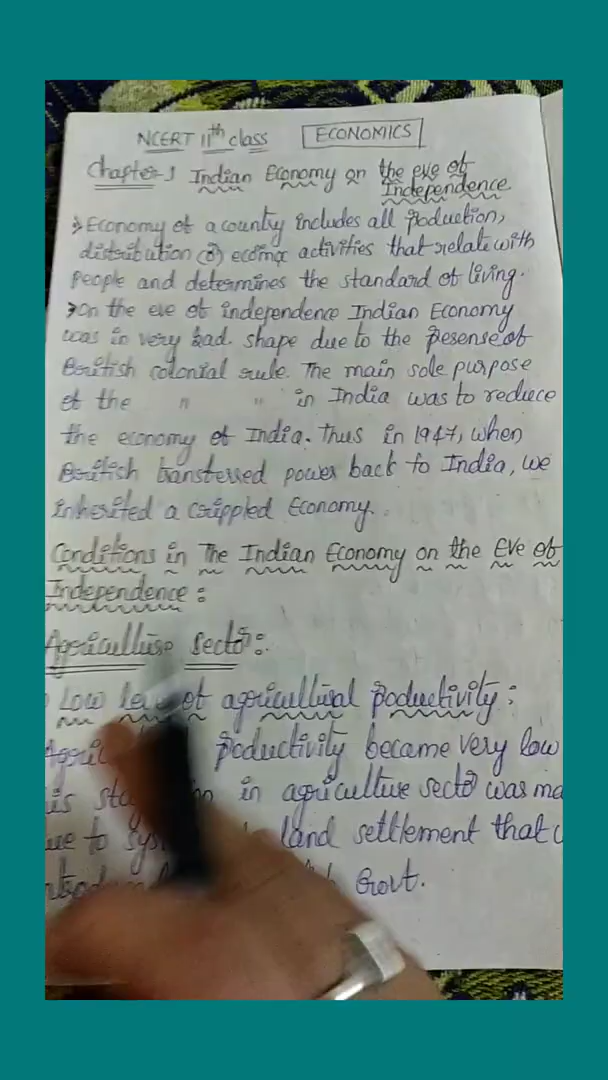 NCERT 11th class ECONOMICS
Chapter-1 Indian Economy on the eve of
Independence
Economy of a country includes all production,
distribution or economic activities that relate with
people and determines the standard of living.
On the eve of independence Indian Economy
was in very bad shape due to the presense of
British colonial rule. The main sole purpose
of the " " in India was to reduce
the economy of India. Thus in 1947, when
British transferred power back to India, we
inherited a crippled Economy.
Conditions in The Indian Economy on the Eve of
Independence :
Agriculture Sector :
Low level of agricultural productivity :
productivity became very low
in agriculture sector was
to land settlement that
Govt.